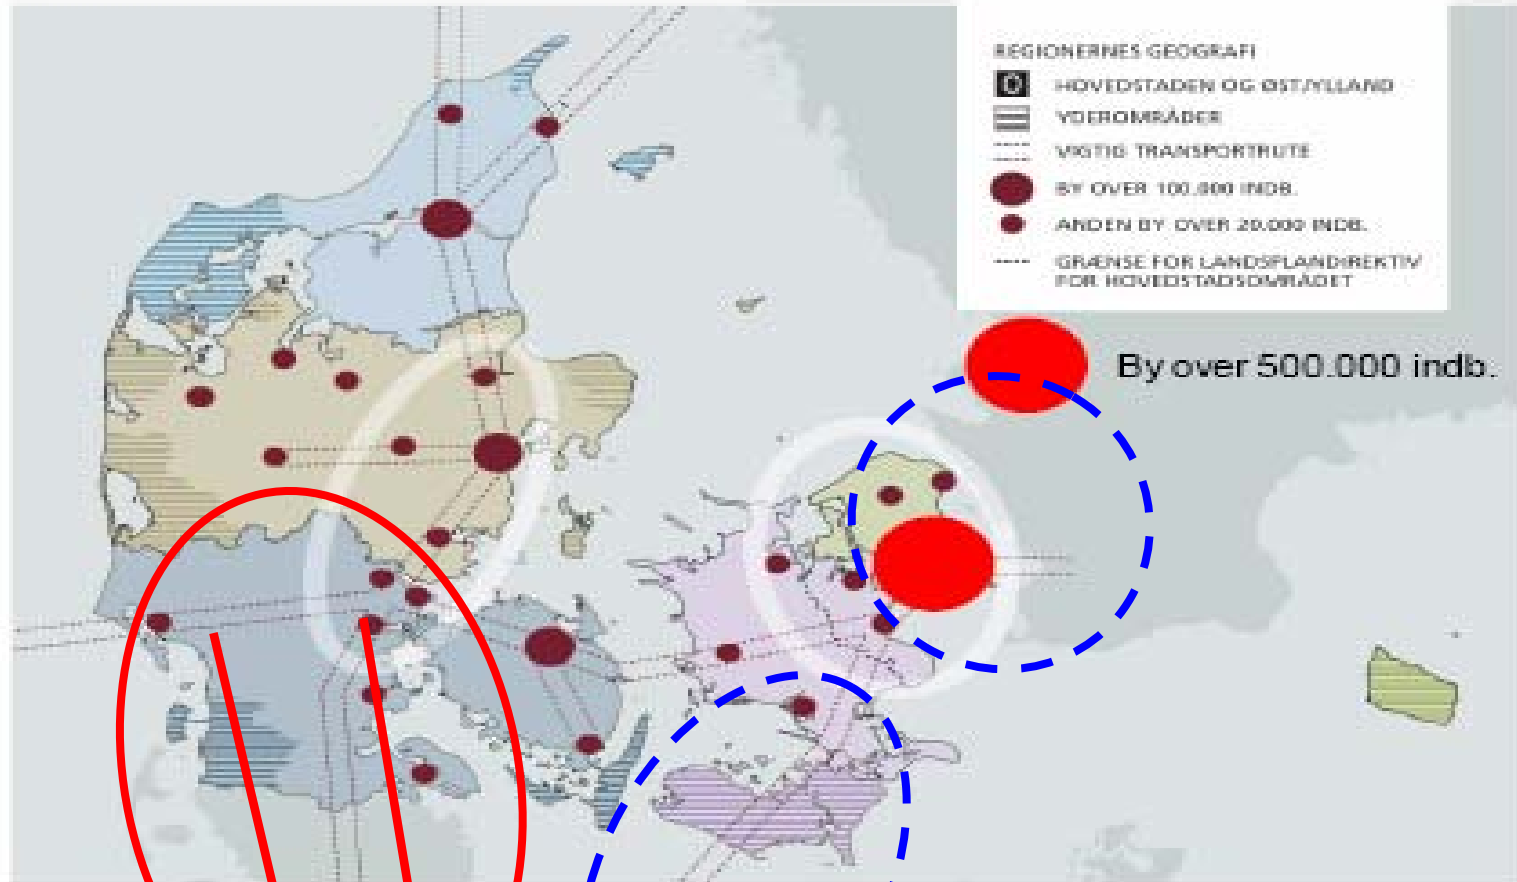 REGIONERNES GEOGRAFI
HOVEDSTADEN OG ØSTJYLLAND
YDEROMRÅDER
VIGTIG TRANSPORTRUTE
BY OVER 100.000 INDB.
ANDEN BY OVER 20.000 INDB.
GRÆNSE FOR LANDSPLANDIREKTIV
FOR HOVEDSTADSOMRÅDET
By over 500.000 indb.